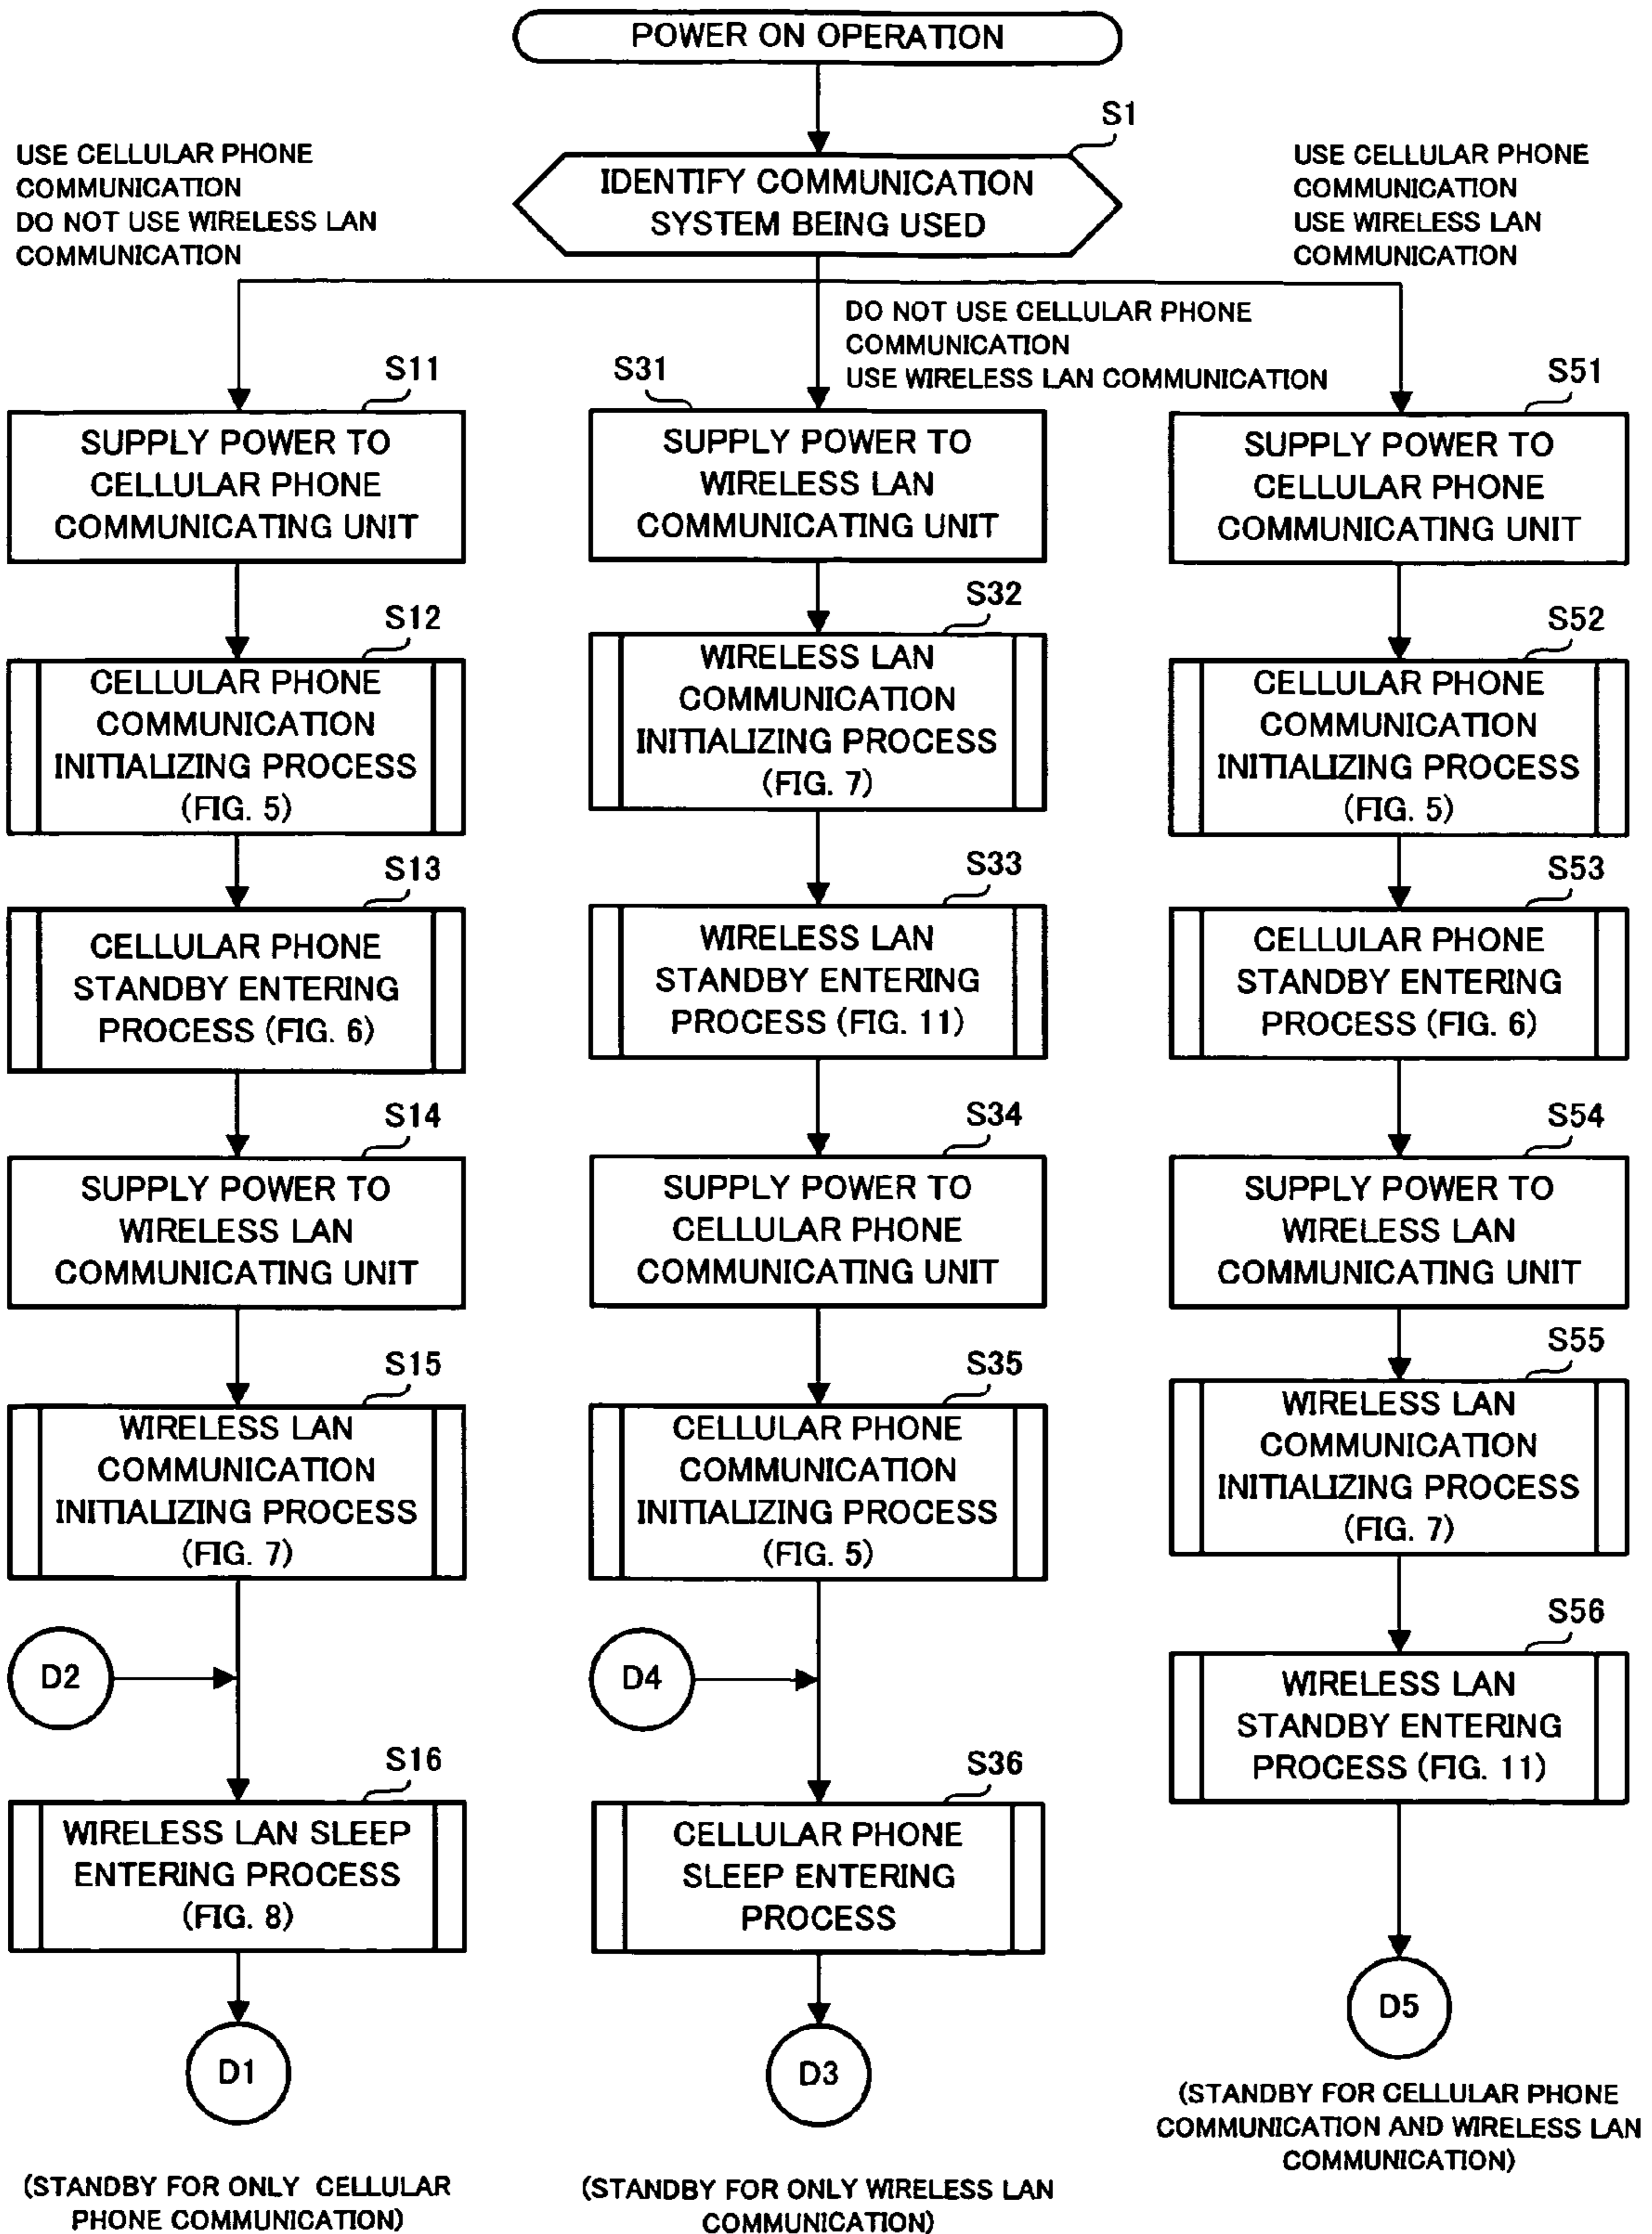 POWER ON OPERATION
S1
IDENTIFY COMMUNICATION
SYSTEM BEING USED
USE CELLULAR PHONE
COMMUNICATION
DO NOT USE WIRELESS LAN
COMMUNICATION
DO NOT USE CELLULAR PHONE
COMMUNICATION
USE WIRELESS LAN COMMUNICATION
USE CELLULAR PHONE
COMMUNICATION
USE WIRELESS LAN
COMMUNICATION
S11
SUPPLY POWER TO
CELLULAR PHONE
COMMUNICATING UNIT
S12
CELLULAR PHONE
COMMUNICATION
INITIALIZING PROCESS
(FIG. 5)
S13
CELLULAR PHONE
STANDBY ENTERING
PROCESS (FIG. 6)
S14
SUPPLY POWER TO
WIRELESS LAN
COMMUNICATING UNIT
S15
WIRELESS LAN
COMMUNICATION
INITIALIZING PROCESS
(FIG. 7)
D2
S16
WIRELESS LAN SLEEP
ENTERING PROCESS
(FIG. 8)
D1
(STANDBY FOR ONLY CELLULAR
PHONE COMMUNICATION)
S31
SUPPLY POWER TO
WIRELESS LAN
COMMUNICATING UNIT
S32
WIRELESS LAN
COMMUNICATION
INITIALIZING PROCESS
(FIG. 7)
S33
WIRELESS LAN
STANDBY ENTERING
PROCESS (FIG. 11)
S34
SUPPLY POWER TO
CELLULAR PHONE
COMMUNICATING UNIT
S35
CELLULAR PHONE
COMMUNICATION
INITIALIZING PROCESS
(FIG. 5)
D4
S36
CELLULAR PHONE
SLEEP ENTERING
PROCESS
D3
(STANDBY FOR ONLY WIRELESS LAN
COMMUNICATION)
S51
SUPPLY POWER TO
CELLULAR PHONE
COMMUNICATING UNIT
S52
CELLULAR PHONE
COMMUNICATION
INITIALIZING PROCESS
(FIG. 5)
S53
CELLULAR PHONE
STANDBY ENTERING
PROCESS (FIG. 6)
S54
SUPPLY POWER TO
WIRELESS LAN
COMMUNICATING UNIT
S55
WIRELESS LAN
COMMUNICATION
INITIALIZING PROCESS
(FIG. 7)
S56
WIRELESS LAN
STANDBY ENTERING
PROCESS (FIG. 11)
D5
(STANDBY FOR CELLULAR PHONE
COMMUNICATION AND WIRELESS LAN
COMMUNICATION)